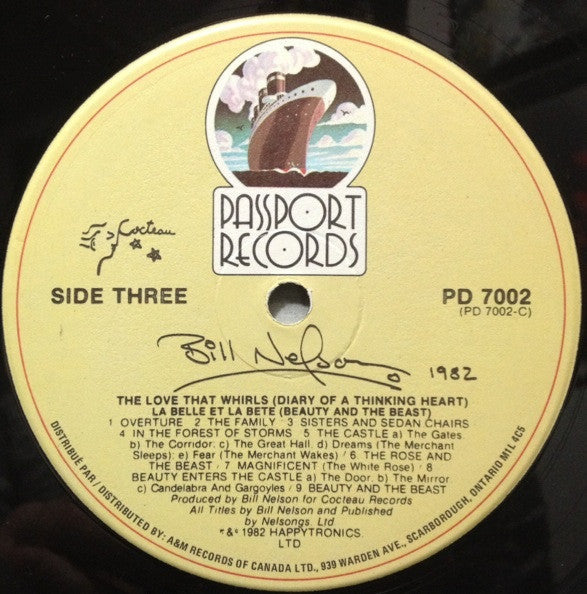 PASSPORT
RECORDS
Cocteau
SIDE THREE
PD 7002
(PD 7002-C)
Bill Nelson
1982
THE LOVE THAT WHIRLS (DIARY OF A THINKING HEART)
LA BELLE ET LA BETE (BEAUTY AND THE BEAST)
1 OVERTURE 2 THE FAMILY 3 SISTERS AND SEDAN CHAIRS
4 IN THE FOREST OF STORMS 5 THE CASTLE a) The Gates
b) The Corridor. c) The Great Hall. d) Dreams (The Merchant
Sleeps): e) Fear (The Merchant Wakes) 6 THE ROSE AND
THE BEAST 7 MAGNIFICENT (The White Rose) 8
BEAUTY ENTERS THE CASTLE a) The Door. b) The Mirror
c) Candelabra And Gargoyles 9 BEAUTY AND THE BEAST
Produced by Bill Nelson for Cocteau Records
All Titles by Bill Nelson and Published
by Nelsongs. Ltd
℗&© 1982 HAPPYTRONICS.
LTD
DISTRIBUE PAR / DISTRIBUTED BY: A&M RECORDS OF CANADA LTD., 939 WARDEN AVE., SCARBOROUGH, ONTARIO M1L 4C5